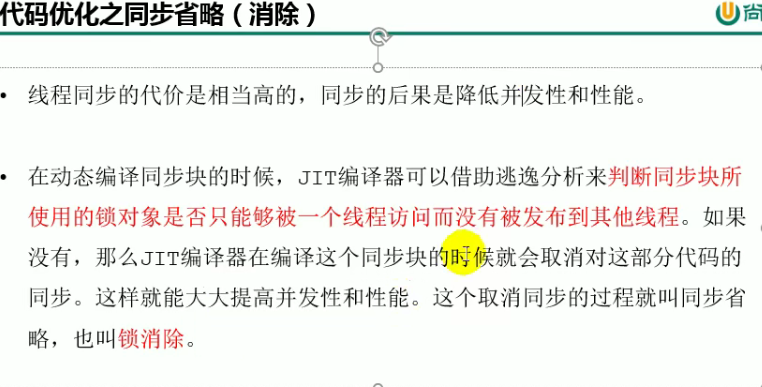 代码优化之同步省略（消除）
尚
• 线程同步的代价是相当高的，同步的后果是降低并发性和性能。
• 在动态编译同步块的时候，JIT编译器可以借助逃逸分析来判断同步块所
使用的锁对象是否只能够被一个线程访问而没有被发布到其他线程。如果
没有，那么JIT编译器在编译这个同步块的时候就会取消对这部分代码的
同步。这样就能大大提高并发性和性能。这个取消同步的过程就叫同步省
略，也叫锁消除。